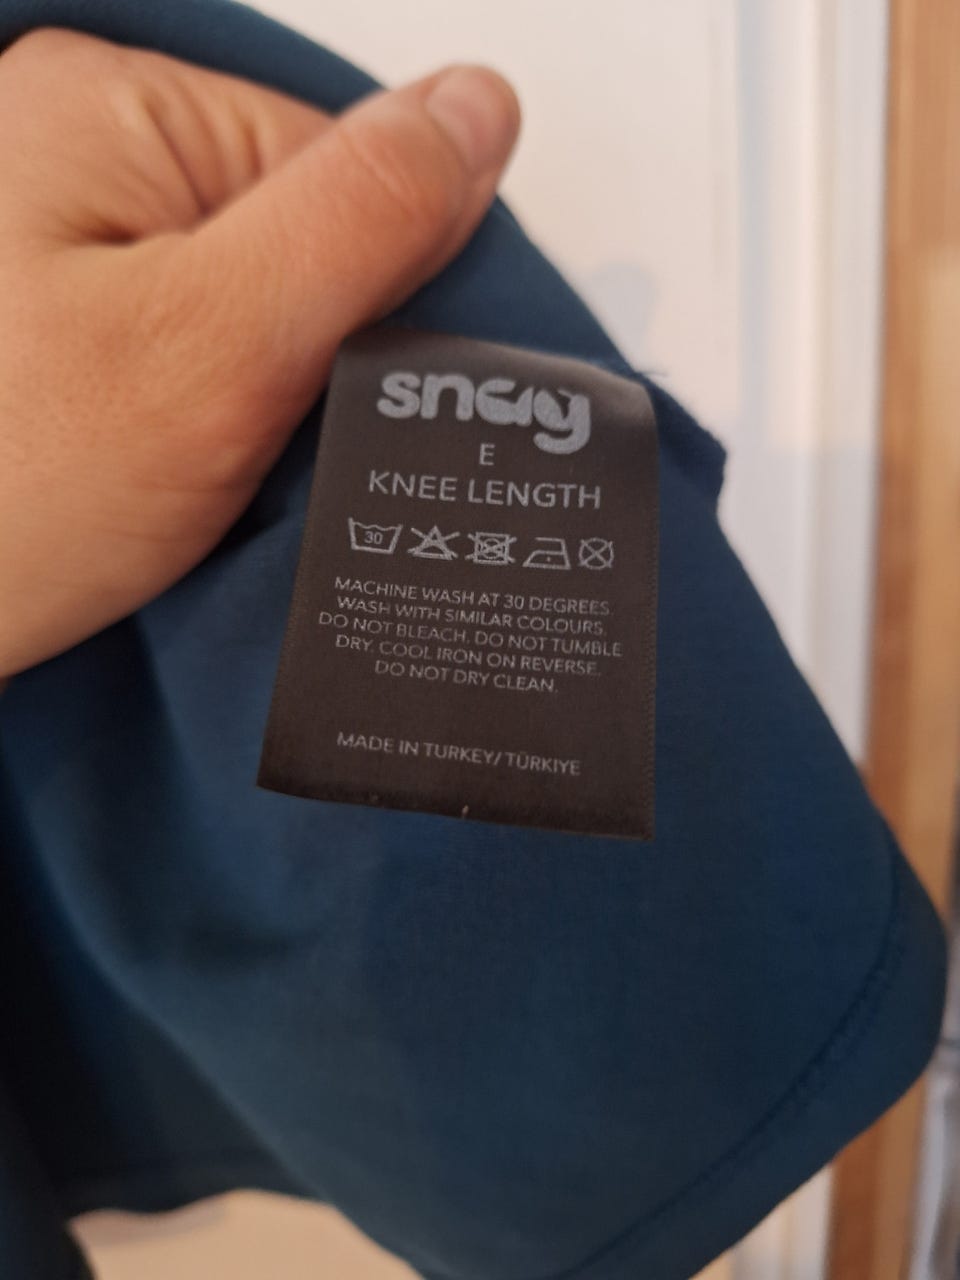 snag
E
KNEE LENGTH
30
MACHINE WASH AT 30 DEGREES.
WASH WITH SIMILAR COLOURS.
DO NOT BLEACH. DO NOT TUMBLE
DRY. COOL IRON ON REVERSE.
DO NOT DRY CLEAN.
MADE IN TURKEY/TÜRKIYE